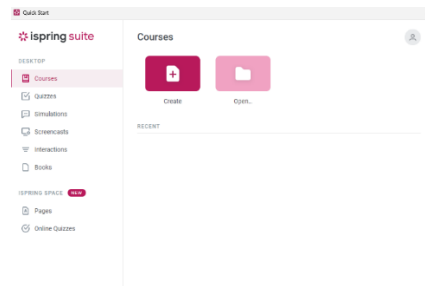 Quick Start
ispring suite
DESKTOP
Courses
Quizzes
Simulations
Screencasts
Interactions
Books
ISPRING SPACE NEW
Pages
Online Quizzes
Courses
Create
Open...
RECENT